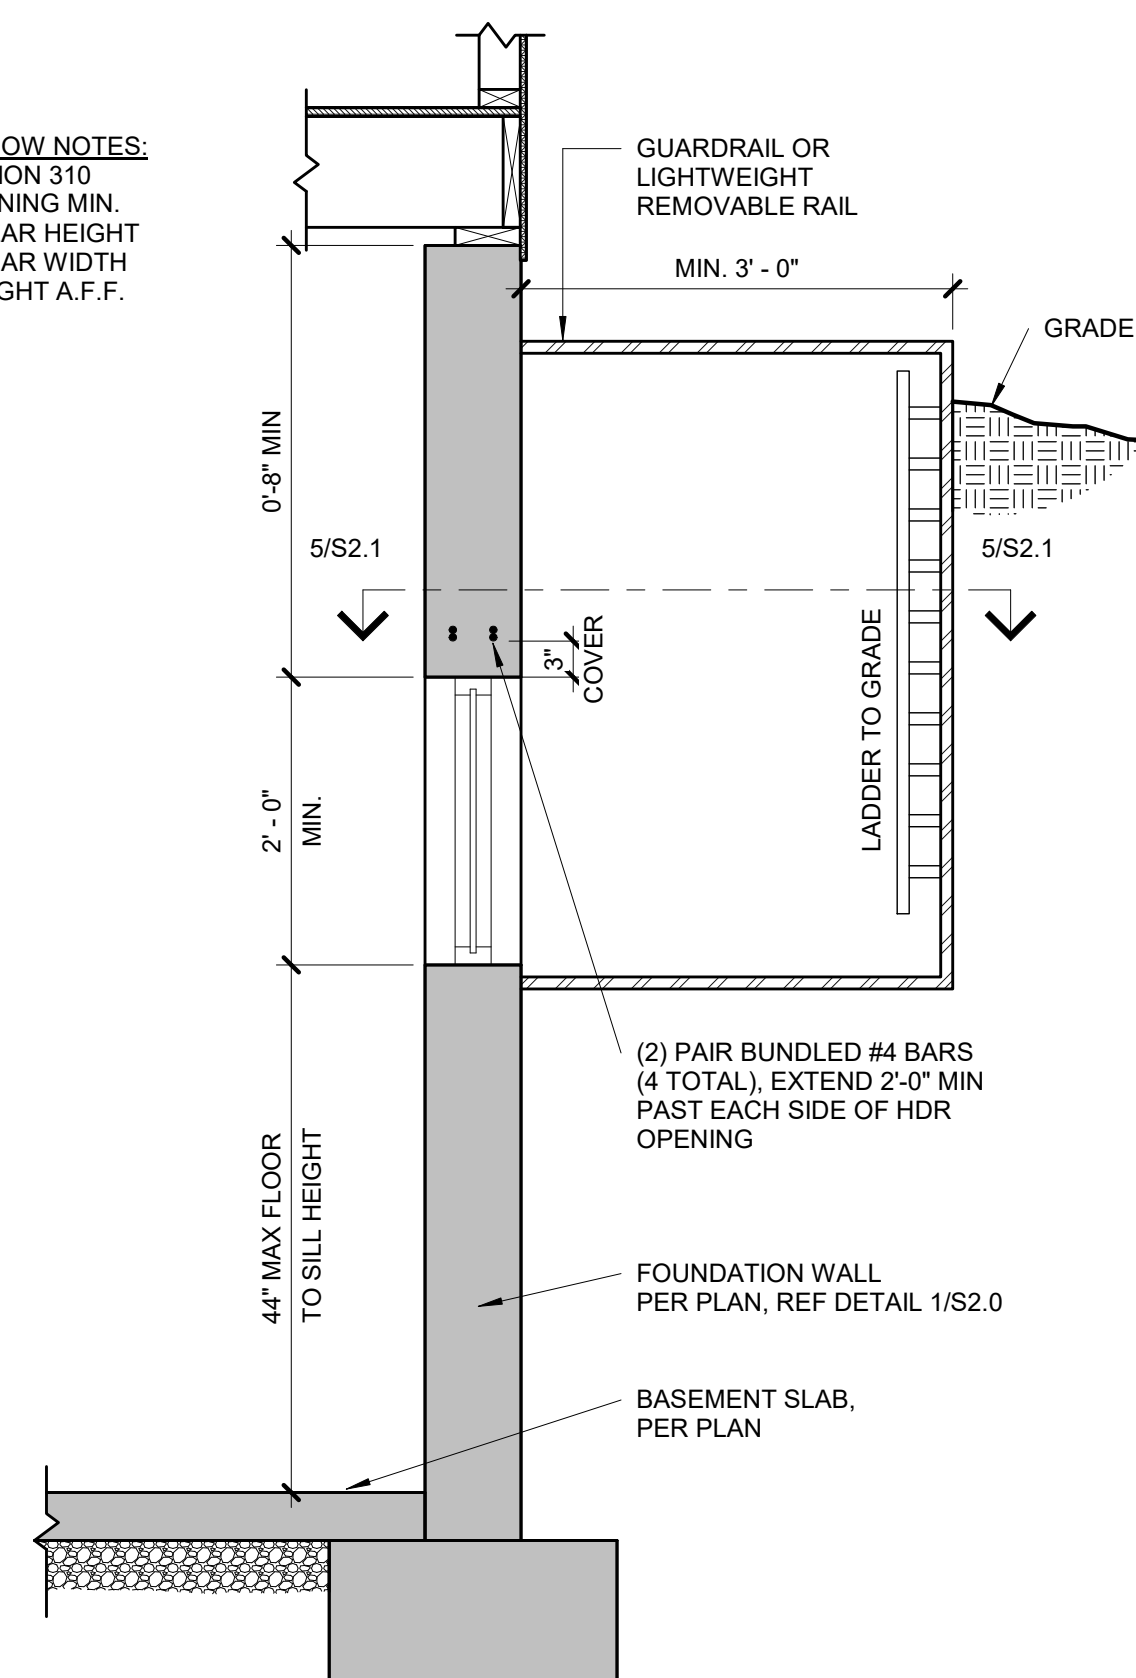 OW NOTES:
ION 310
NING MIN.
AR HEIGHT
AR WIDTH
GHT A.F.F.
GUARDRAIL OR
LIGHTWEIGHT
REMOVABLE RAIL
MIN. 3' - 0"
GRADE
0'-8" MIN
5/S2.1
5/S2.1
3"
COVER
LADDER TO GRADE
2' - 0"
MIN.
(2) PAIR BUNDLED #4 BARS
(4 TOTAL), EXTEND 2'-0" MIN
PAST EACH SIDE OF HDR
OPENING
44" MAX FLOOR
TO SILL HEIGHT
FOUNDATION WALL
PER PLAN, REF DETAIL 1/S2.0
BASEMENT SLAB,
PER PLAN